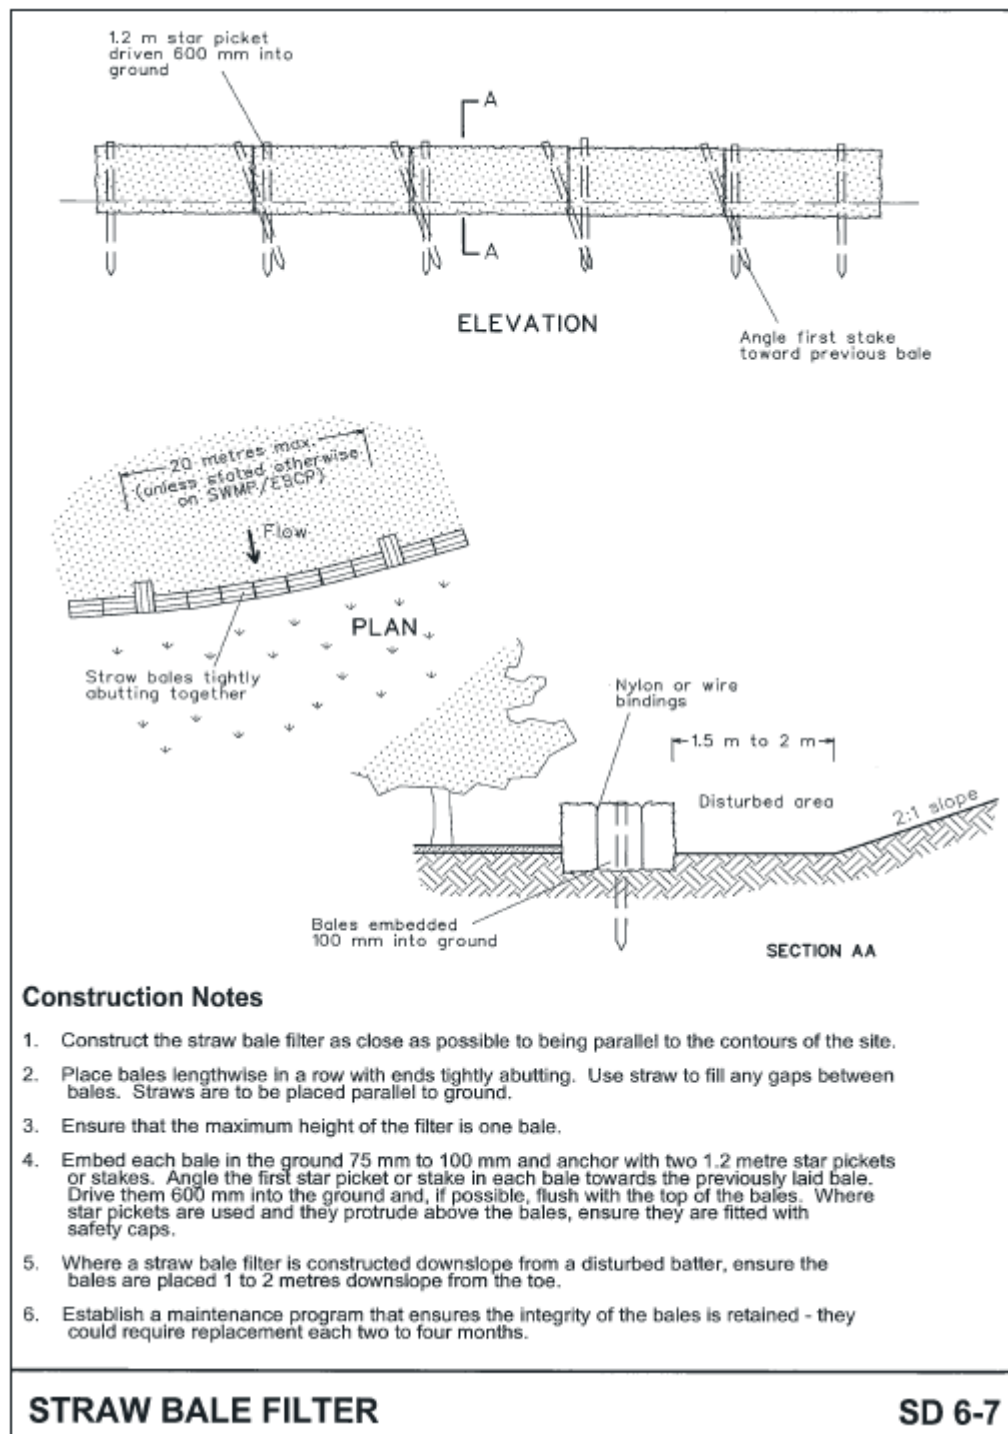 1.2 m star picket
driven 600 mm into
ground
A
A
ELEVATION
Angle first stake
toward previous bale
20 metres max.
(unless stated otherwise
on SWMP/ESCP)
Flow
PLAN
Straw bales tightly
abutting together
Nylon or wire
bindings
1.5 m to 2 m
Disturbed area
2:1 slope
Bales embedded
100 mm into ground
SECTION AA
Construction Notes
1. Construct the straw bale filter as close as possible to being parallel to the contours of the site.
2. Place bales lengthwise in a row with ends tightly abutting. Use straw to fill any gaps between
bales. Straws are to be placed parallel to ground.
3. Ensure that the maximum height of the filter is one bale.
4. Embed each bale in the ground 75 mm to 100 mm and anchor with two 1.2 metre star pickets
or stakes. Angle the first star picket or stake in each bale towards the previously laid bale.
Drive them 600 mm into the ground and, if possible, flush with the top of the bales. Where
star pickets are used and they protrude above the bales, ensure they are fitted with
safety caps.
5. Where a straw bale filter is constructed downslope from a disturbed batter, ensure the
bales are placed 1 to 2 metres downslope from the toe.
6. Establish a maintenance program that ensures the integrity of the bales is retained - they
could require replacement each two to four months.
STRAW BALE FILTER
SD 6-7